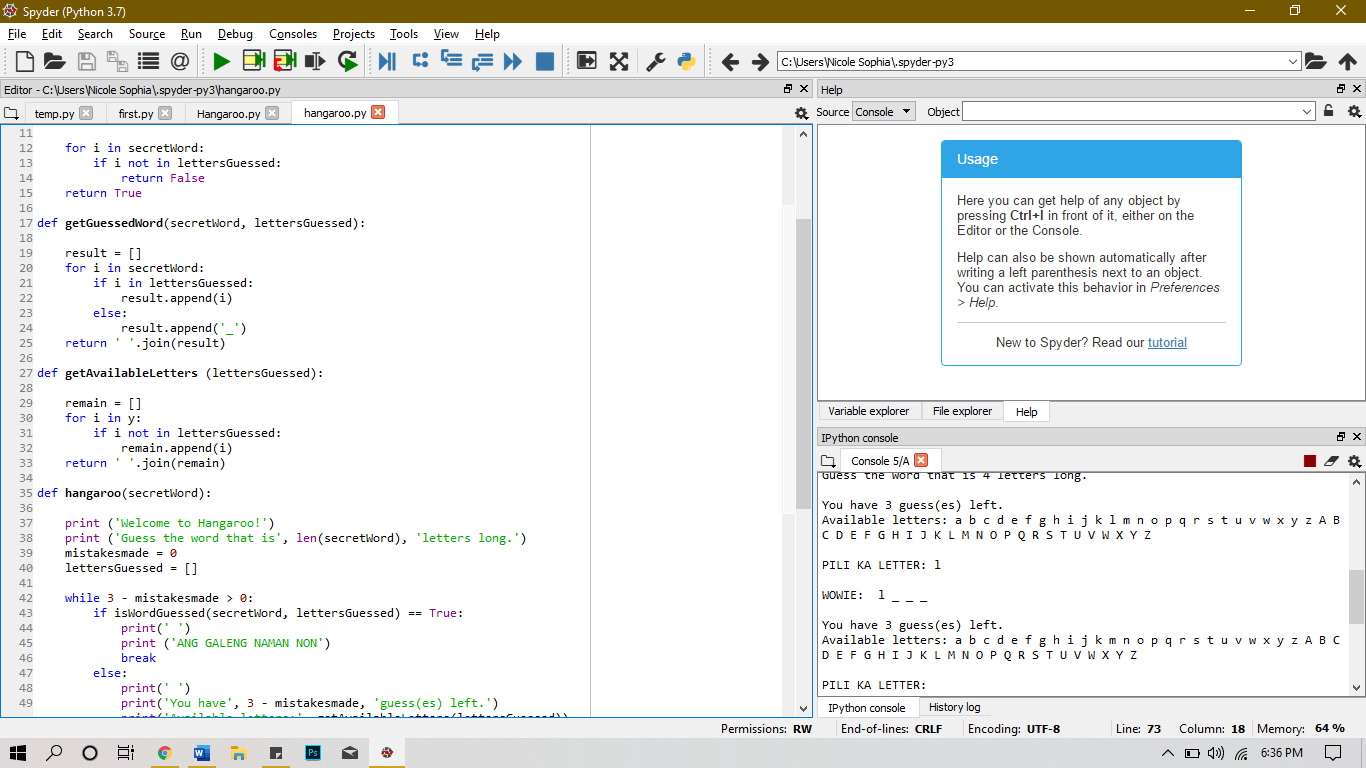 Spyder (Python 3.7)
File Edit Search Source Run Debug Consoles Projects Tools View Help
C:\Users\Nicole Sophia\.spyder-py3
Editor - C:\Users\Nicole Sophia\.spyder-py3\hangaroo.py
temp.py first.py Hangaroo.py hangaroo.py
11
12 for i in secretWord:
13 if i not in lettersGuessed:
14 return False
15 return True
16
17 def getGuessedWord(secretWord, lettersGuessed):
18
19 result = []
20 for i in secretWord:
21 if i in lettersGuessed:
22 result.append(i)
23 else:
24 result.append('_')
25 return ' '.join(result)
26
27 def getAvailableLetters (lettersGuessed):
28
29 remain = []
30 for i in y:
31 if i not in lettersGuessed:
32 remain.append(i)
33 return ' '.join(remain)
34
35 def hangaroo(secretWord):
36
37 print ('Welcome to Hangaroo!')
38 print ('Guess the word that is', len(secretWord), 'letters long.')
39 mistakesmade = 0
40 lettersGuessed = []
41
42 while 3 - mistakesmade > 0:
43 if isWordGuessed(secretWord, lettersGuessed) == True:
44 print(' ')
45 print ('ANG GALENG NAMAN NON')
46 break
47 else:
48 print(' ')
49 print('You have', 3 - mistakesmade, 'guess(es) left.')
print('Available letters:', getAvailableLetters(lettersGuessed))
Help
Source Console Object
Usage
Here you can get help of any object by
pressing Ctrl+I in front of it, either on the
Editor or the Console.
Help can also be shown automatically after
writing a left parenthesis next to an object.
You can activate this behavior in Preferences
> Help.
New to Spyder? Read our tutorial
Variable explorer File explorer Help
IPython console
Console 5/A
Guess the word that is 4 letters long.
You have 3 guess(es) left.
Available letters: a b c d e f g h i j k l m n o p q r s t u v w x y z A B
C D E F G H I J K L M N O P Q R S T U V W X Y Z
PILI KA LETTER: l
WOWIE: l _ _ _
You have 3 guess(es) left.
Available letters: a b c d e f g h i j k m n o p q r s t u v w x y z A B C
D E F G H I J K L M N O P Q R S T U V W X Y Z
PILI KA LETTER:
IPython console History log
Permissions: RW End-of-lines: CRLF Encoding: UTF-8 Line: 73 Column: 18 Memory: 64 %
6:36 PM